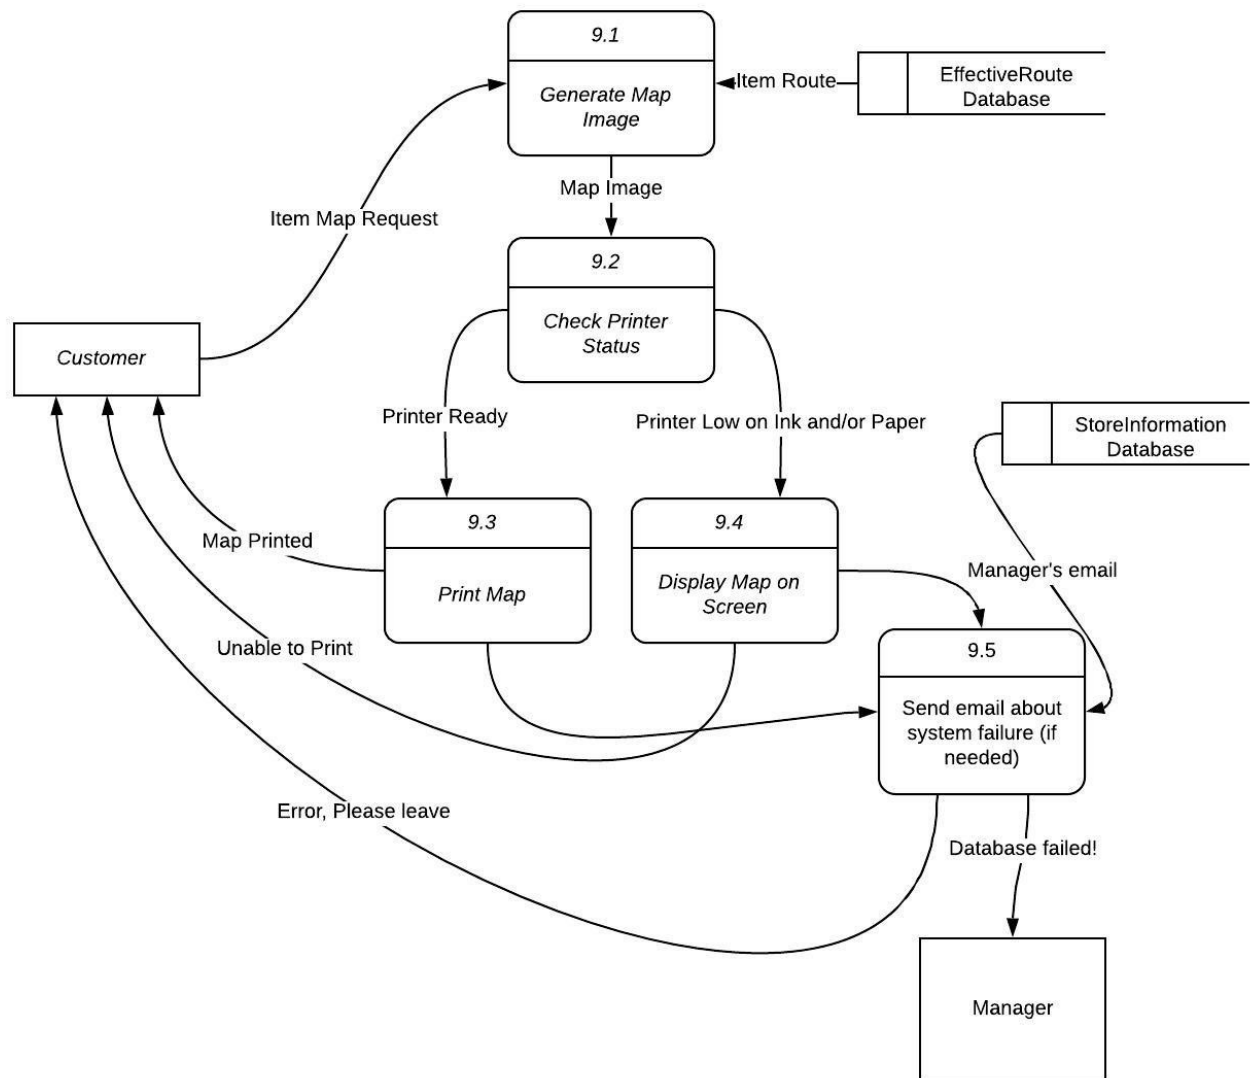 9.1
Generate Map
Image
Item Route
EffectiveRoute
Database
Map Image
Item Map Request
9.2
Check Printer
Status
Customer
Printer Ready
Printer Low on Ink and/or Paper
StoreInformation
Database
9.3
Print Map
9.4
Display Map on
Screen
Map Printed
Manager's email
Unable to Print
9.5
Send email about
system failure (if
needed)
Error, Please leave
Database failed!
Manager